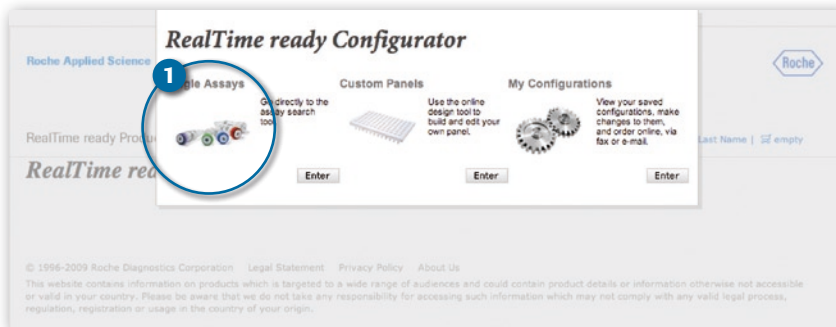 RealTime ready Configurator
Roche Applied Science
Roche
1
gle Assays
Custom Panels
My Configurations
Go directly to the
assay search
tool.
Use the online
design tool to
build and edit your
own panel.
View your saved
configurations, make
changes to them,
and order online, via
fax or e-mail.
RealTime ready Produ
Last Name | empty
RealTime rea
Enter
Enter
Enter
© 1996-2009 Roche Diagnostics Corporation Legal Statement Privacy Policy About Us
This website contains information on products which is targeted to a wide range of audiences and could contain product details or information otherwise not accessible
or valid in your country. Please be aware that we do not take any responsibility for accessing such information which may not comply with any valid legal process,
regulation, registration or usage in the country of your origin.